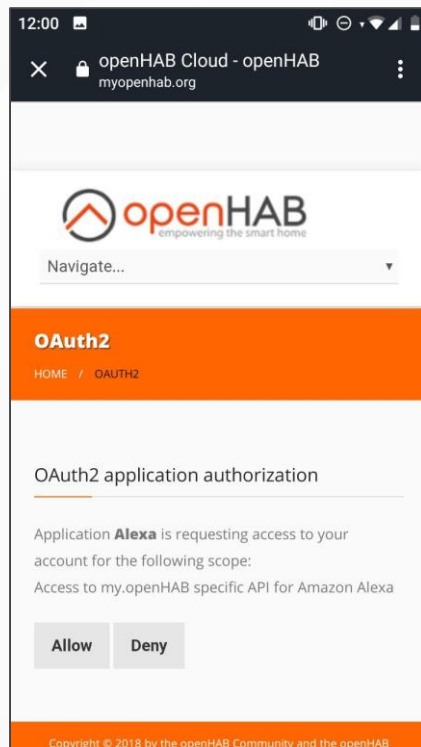 12:00
openHAB Cloud - openHAB
myopenhab.org
openHAB
empowering the smart home
Navigate...
OAuth2
HOME / OAUTH2
OAuth2 application authorization
Application Alexa is requesting access to your
account for the following scope:
Access to my.openHAB specific API for Amazon Alexa
Allow Deny
Copyright © 2018 by the openHAB Community and the openHAB